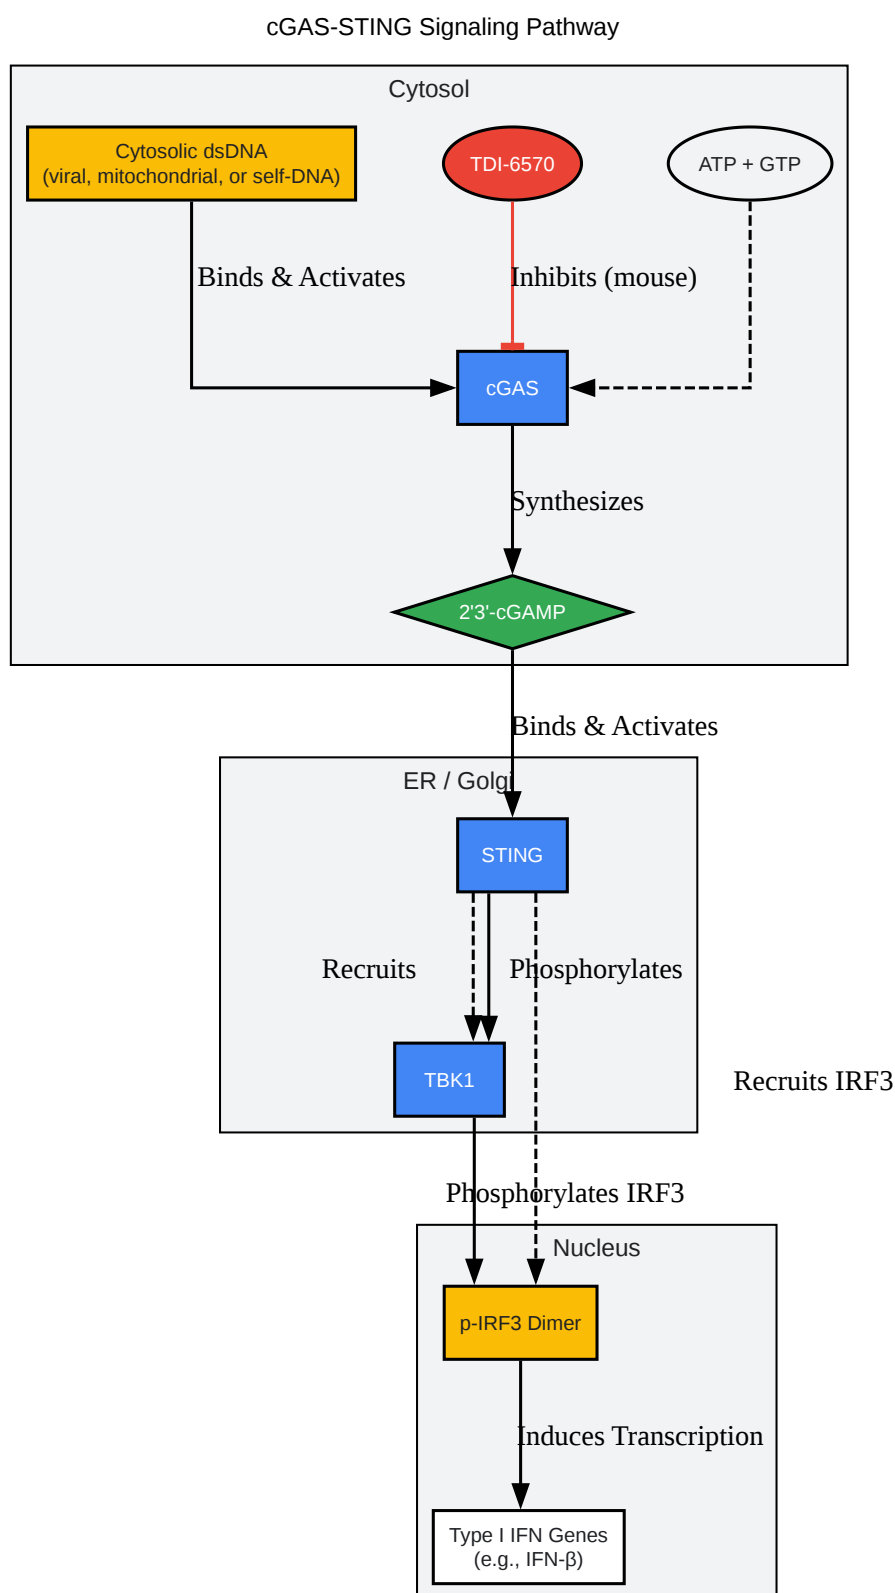 cGAS-STING Signaling Pathway
Cytosol
Cytosolic dsDNA
(viral, mitochondrial, or self-DNA)
TDI-6570
ATP + GTP
Binds & Activates
Inhibits (mouse)
cGAS
Synthesizes
2'3'-cGAMP
Binds & Activates
ER / Golgi
STING
Recruits
Phosphorylates
TBK1
Recruits IRF3
Phosphorylates IRF3
Nucleus
p-IRF3 Dimer
Induces Transcription
Type I IFN Genes
(e.g., IFN-β)